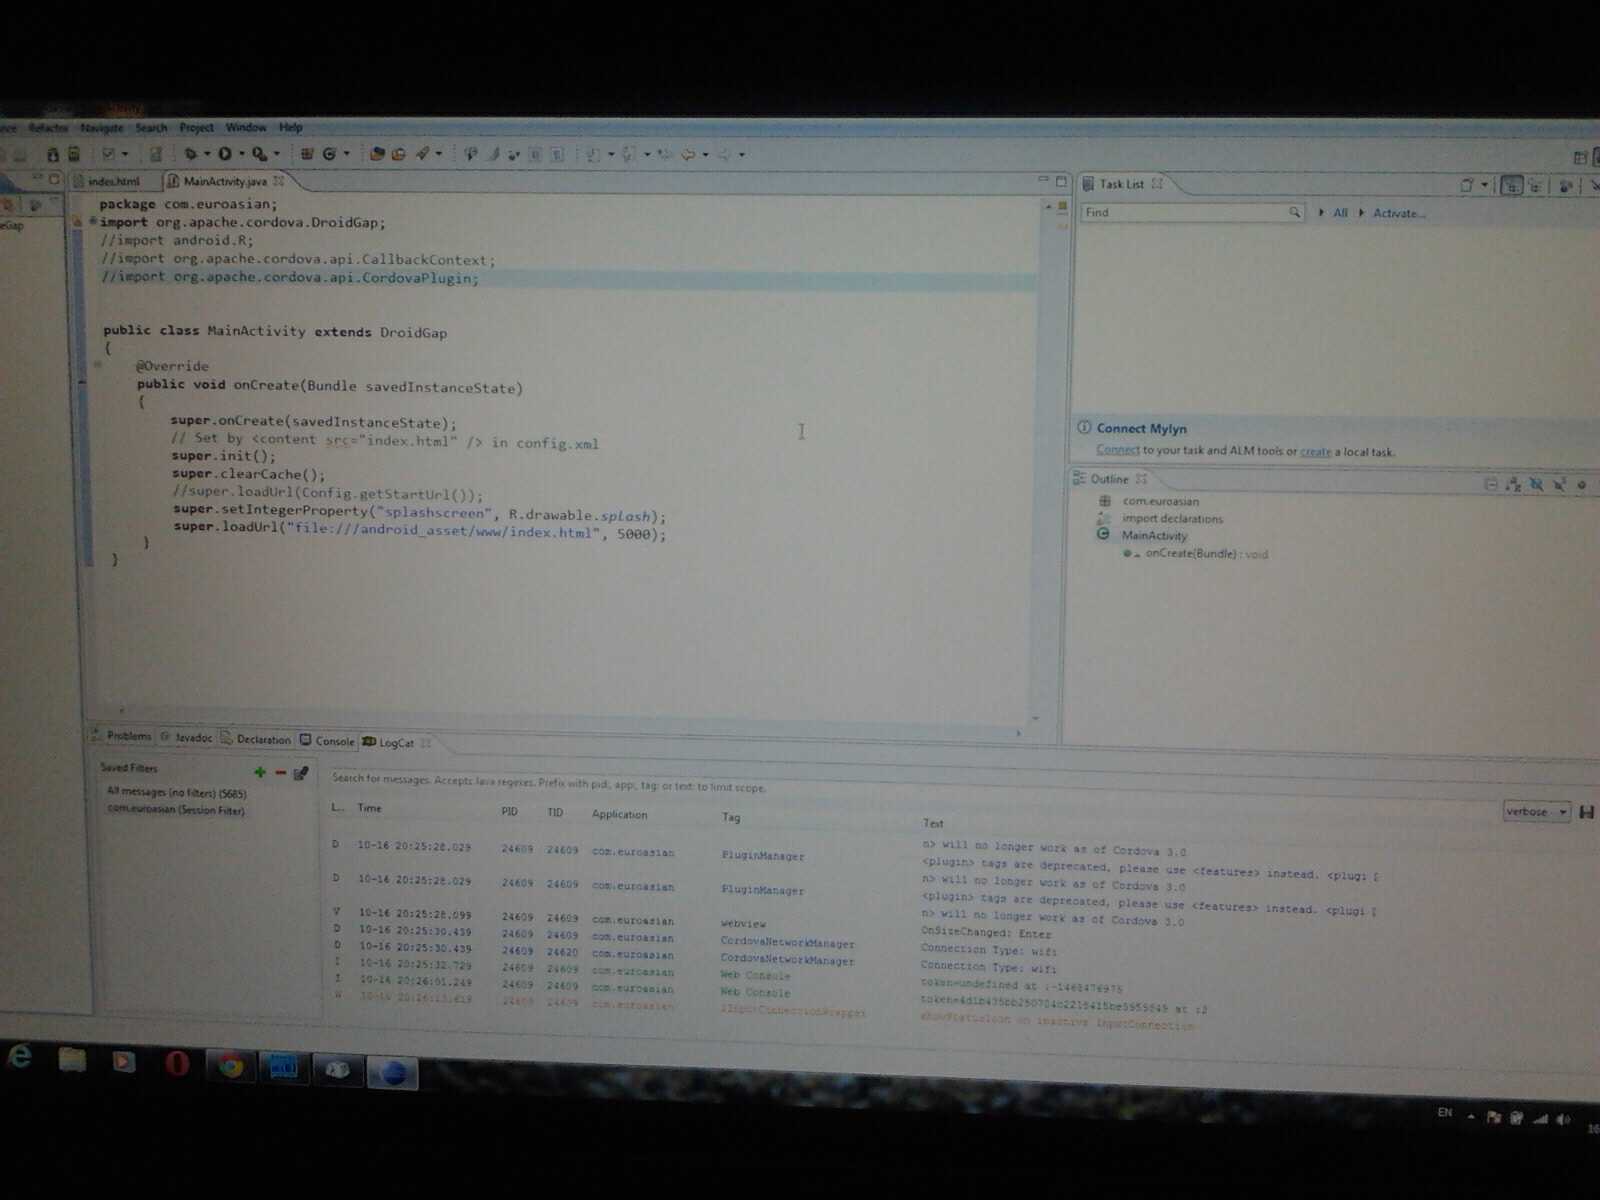 Refactor Navigate Search Project Window Help
index.html MainActivity.java
package com.euroasian;
import org.apache.cordova.DroidGap;
//import android.R;
//import org.apache.cordova.api.CallbackContext;
//import org.apache.cordova.api.CordovaPlugin;
public class MainActivity extends DroidGap
{
@Override
public void onCreate(Bundle savedInstanceState)
{
super.onCreate(savedInstanceState);
// Set by <content src="index.html" /> in config.xml
super.init();
super.clearCache();
//super.loadUrl(Config.getStartUrl());
super.setIntegerProperty("splashscreen", R.drawable.splash);
super.loadUrl("file:///android_asset/www/index.html", 5000);
}
}
Task List
Find All Activate...
Connect Mylyn
Connect to your task and ALM tools or create a local task.
Outline
com.euroasian
import declarations
MainActivity
onCreate(Bundle) : void
Problems Javadoc Declaration Console LogCat
Saved Filters
All messages (no filters) (5685)
com.euroasian (Session Filter)
Search for messages. Accepts Java regexes. Prefix with pid:, app:, tag: or text: to limit scope.
verbose
L... Time PID TID Application Tag Text
n> will no longer work as of Cordova 3.0
D 10-16 20:25:28.029 24609 24609 com.euroasian PluginManager <plugin> tags are deprecated, please use <features> instead. <plugi
n> will no longer work as of Cordova 3.0
D 10-16 20:25:28.029 24609 24609 com.euroasian PluginManager <plugin> tags are deprecated, please use <features> instead. <plugi
n> will no longer work as of Cordova 3.0
V 10-16 20:25:28.099 24609 24609 com.euroasian webview OnSizeChanged: Enter
D 10-16 20:25:30.439 24609 24609 com.euroasian CordovaNetworkManager Connection Type: wifi
D 10-16 20:25:30.439 24609 24620 com.euroasian CordovaNetworkManager Connection Type: wifi
I 10-16 20:25:32.729 24609 24609 com.euroasian Web Console token=undefined at :-1468476975
I 10-16 20:26:01.249 24609 24609 com.euroasian Web Console
W 24609 24609 com.euroasian IInputConnectionWrapper showStatusIcon on inactive InputConnection
EN